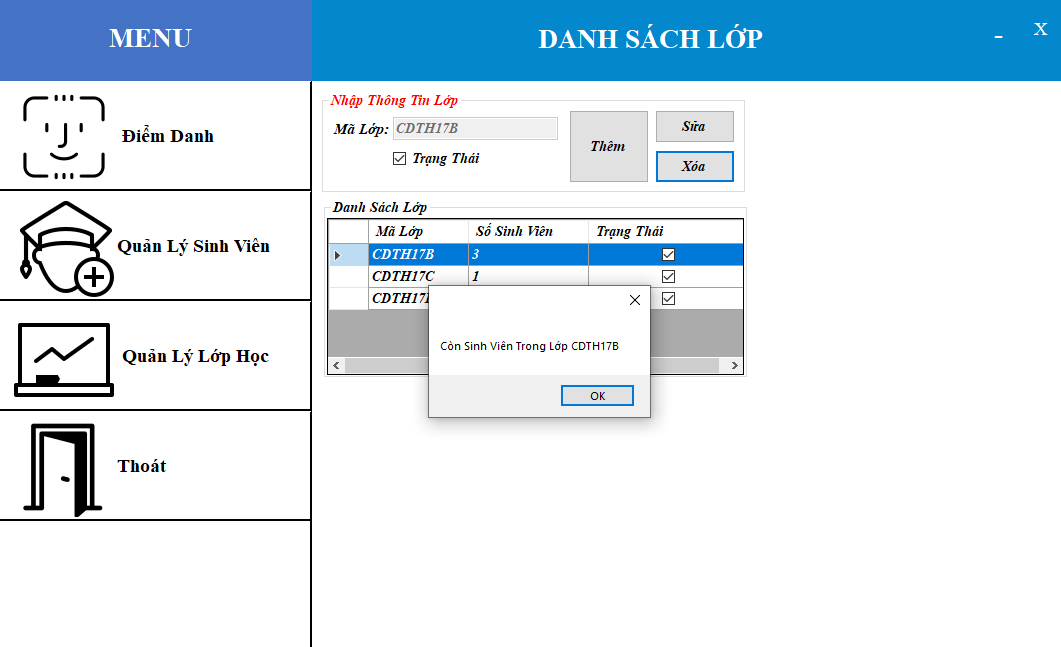 MENU
DANH SÁCH LỚP
- X
Điểm Danh
Quản Lý Sinh Viên
Quản Lý Lớp Học
Thoát
Nhập Thông Tin Lớp
Mã Lớp: CDTH17B
Trạng Thái
Thêm
Sữa
Xóa
Danh Sách Lớp
Mã Lớp Số Sinh Viên Trạng Thái
CDTH17B 3
CDTH17C 1
Còn Sinh Viên Trong Lớp CDTH17B
OK